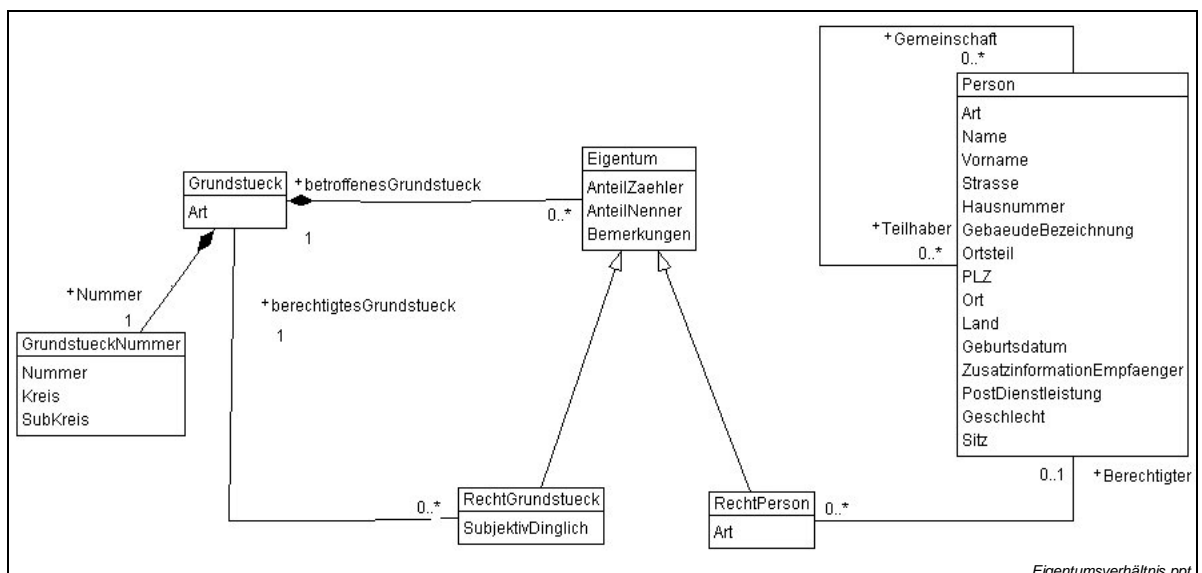 +Gemeinschaft
0..*
Person
Art
Name
Vorname
Strasse
Hausnummer
GebaeudeBezeichnung
Ortsteil
PLZ
Ort
Land
Geburtsdatum
ZusatzinformationEmpfaenger
PostDienstleistung
Geschlecht
Sitz
+Teilhaber
0..*
Eigentum
AnteilZaehler
AnteilNenner
Bemerkungen
Grundstueck
Art
+betroffenesGrundstueck
0..*
1
+Nummer
1
+berechtigtesGrundstueck
1
GrundstueckNummer
Nummer
Kreis
SubKreis
0..*
RechtGrundstueck
SubjektivDinglich
RechtPerson
Art
0..*
0..1
+Berechtigter
Eigentumsverhältnis.ppt